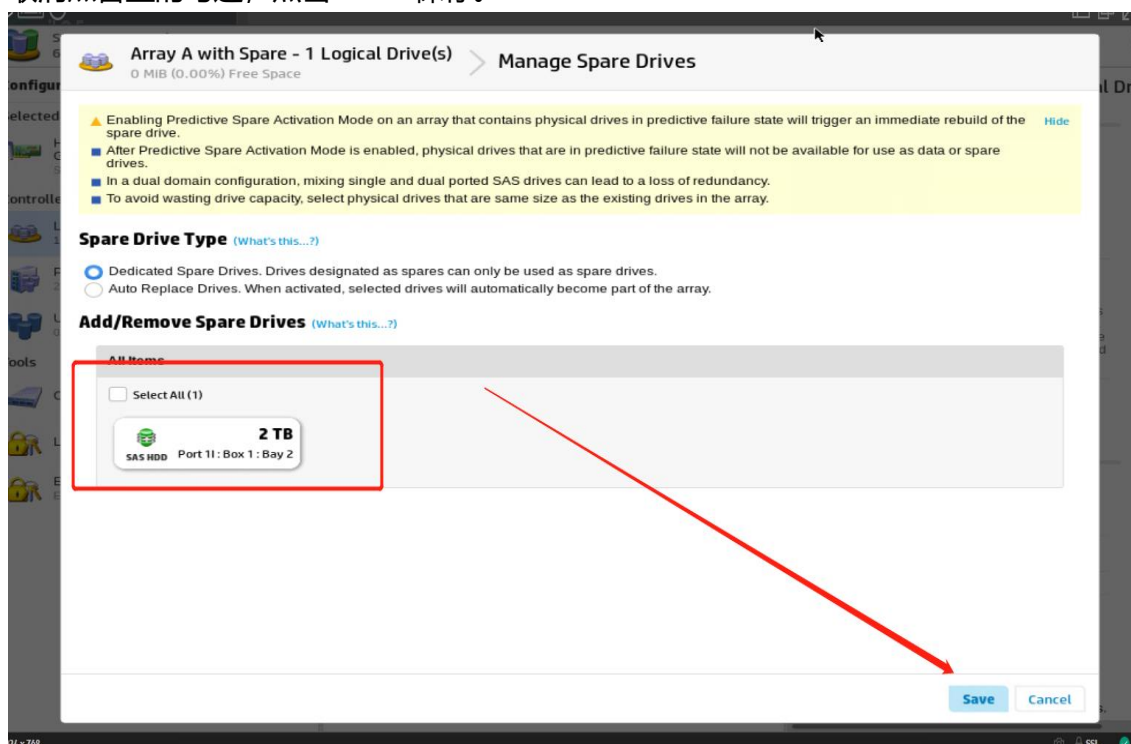 Array A with Spare - 1 Logical Drive(s)
0 MiB (0.00%) Free Space
Manage Spare Drives
Enabling Predictive Spare Activation Mode on an array that contains physical drives in predictive failure state will trigger an immediate rebuild of the
spare drive.
Hide
After Predictive Spare Activation Mode is enabled, physical drives that are in predictive failure state will not be available for use as data or spare
drives.
In a dual domain configuration, mixing single and dual ported SAS drives can lead to a loss of redundancy.
To avoid wasting drive capacity, select physical drives that are same size as the existing drives in the array.
Spare Drive Type (What's this...?)
Dedicated Spare Drives. Drives designated as spares can only be used as spare drives.
Auto Replace Drives. When activated, selected drives will automatically become part of the array.
Add/Remove Spare Drives (What's this...?)
All Items
Select All (1)
2 TB
SAS HDD Port 1I : Box 1 : Bay 2
Save Cancel
ools
SSL